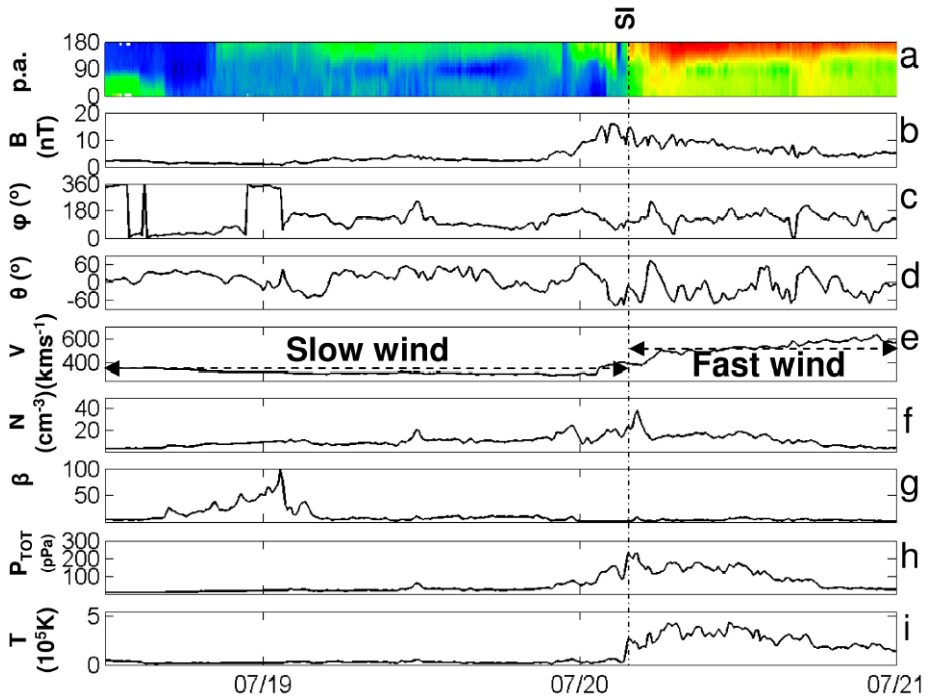 SI
p.a.
180
90
0
a
B
(nT)
20
10
0
b
φ (º)
360
180
0
c
θ (º)
60
0
-60
d
V
(kms⁻¹)
600
400
Slow wind
Fast wind
e
N
(cm⁻³)
40
20
f
β
100
50
g
P_TOT
(pPa)
300
200
100
h
T
(10⁵K)
5
0
i
07/19
07/20
07/21